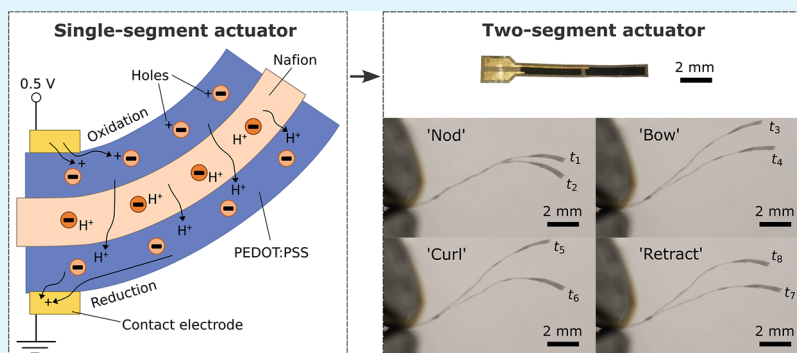 Single-segment actuator
Nafion
Holes
0.5 V
Oxidation
+
+
+
+
H⁺
H⁺
H⁺
H⁺
H⁺
H⁺
+
PEDOT:PSS
Reduction
Contact electrode
Two-segment actuator
2 mm
'Nod'
t₁
t₂
2 mm
'Bow'
t₃
t₄
2 mm
'Curl'
t₅
t₆
2 mm
'Retract'
t₈
t₇
2 mm